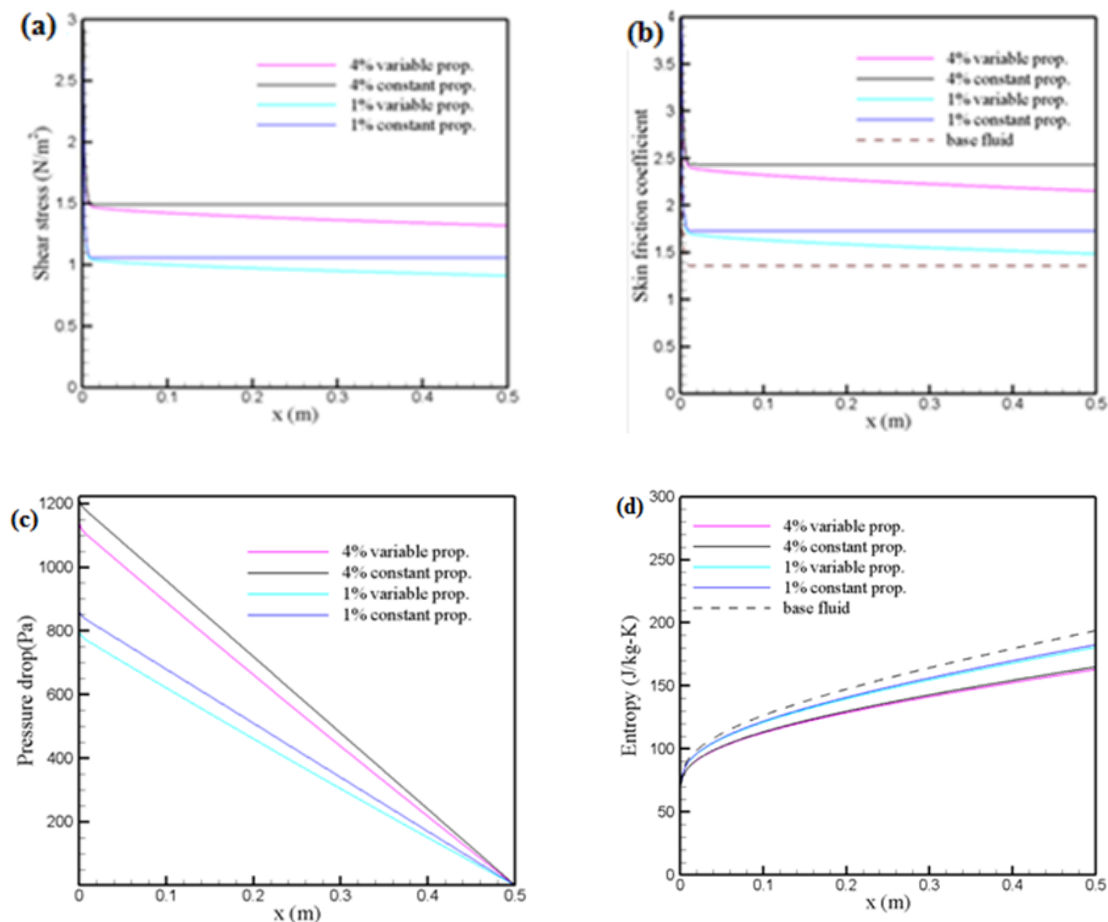 (a)
3
2.5
2
1.5
1
0.5
0
Shear stress (N/m²)
4% variable prop.
4% constant prop.
1% variable prop.
1% constant prop.
0 0.1 0.2 0.3 0.4 0.5
x (m)
(b)
4
3.5
3
2.5
2
1.5
1
0.5
0
Skin friction coefficient
4% variable prop.
4% constant prop.
1% variable prop.
1% constant prop.
base fluid
0 0.1 0.2 0.3 0.4 0.5
x (m)
(c)
1200
1000
800
600
400
200
Pressure drop(Pa)
4% variable prop.
4% constant prop.
1% variable prop.
1% constant prop.
0 0.1 0.2 0.3 0.4 0.5
x (m)
(d)
300
250
200
150
100
50
0
Entropy (J/kg-K)
4% variable prop.
4% constant prop.
1% variable prop.
1% constant prop.
base fluid
0 0.1 0.2 0.3 0.4 0.5
x (m)